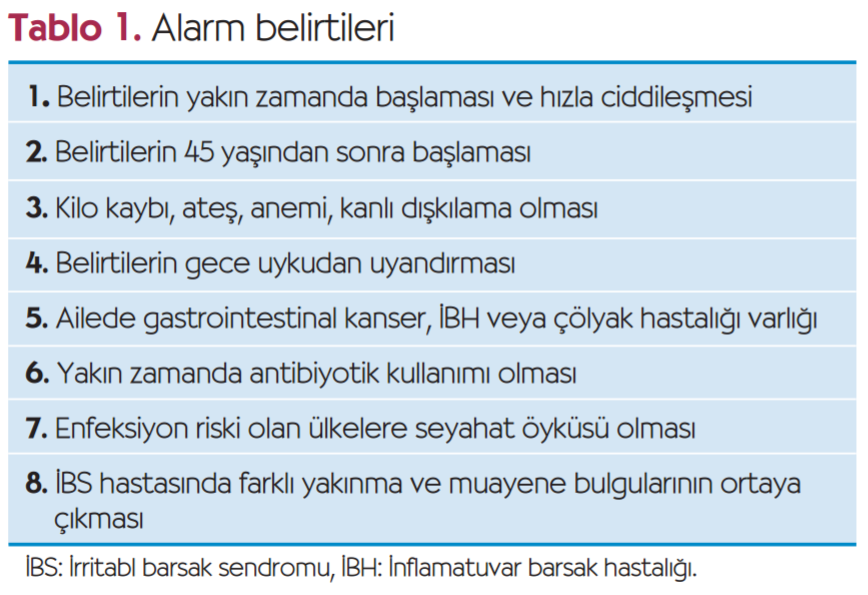 Tablo 1. Alarm belirtileri
1. Belirtilerin yakın zamanda başlaması ve hızla ciddileşmesi
2. Belirtilerin 45 yaşından sonra başlaması
3. Kilo kaybı, ateş, anemi, kanlı dışkılama olması
4. Belirtilerin gece uykudan uyandırması
5. Ailede gastrointestinal kanser, İBH veya çölyak hastalığı varlığı
6. Yakın zamanda antibiyotik kullanımı olması
7. Enfeksiyon riski olan ülkelere seyahat öyküsü olması
8. İBS hastasında farklı yakınma ve muayene bulgularının ortaya
çıkması
İBS: İrritabl barsak sendromu, İBH: İnflamatuvar barsak hastalığı.